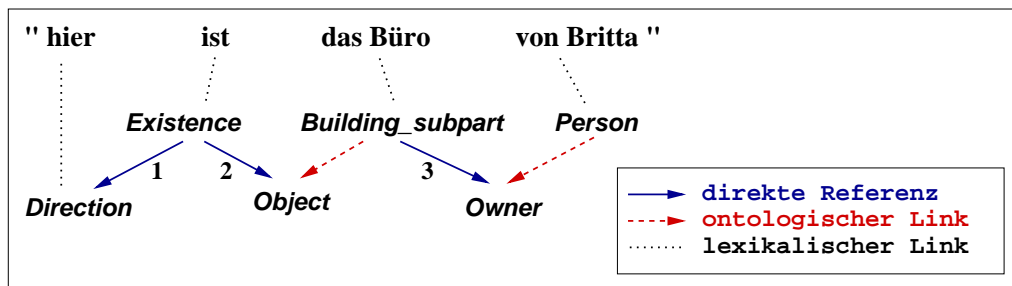 " hier ist das Büro von Britta "
Existence Building_subpart Person
1 2 3
Direction Object Owner
direkte Referenz
ontologischer Link
lexikalischer Link